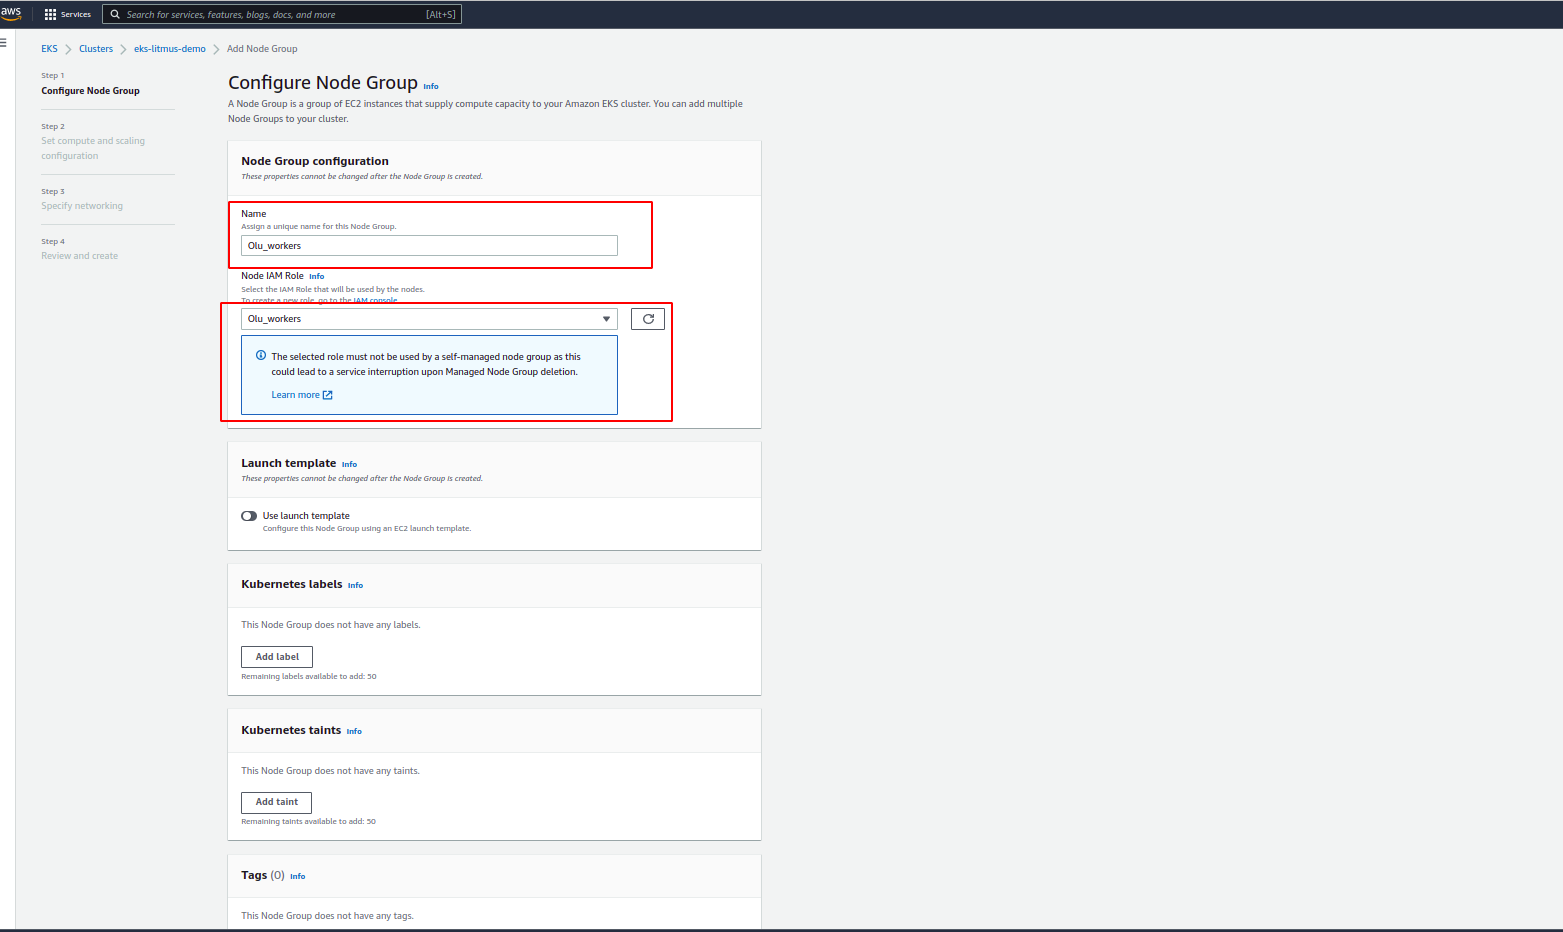 aws
Services
Search for services, features, blogs, docs, and more
[Alt+S]
EKS
Clusters
eks-litmus-demo
Add Node Group
Step 1
Configure Node Group
Step 2
Set compute and scaling
configuration
Step 3
Specify networking
Step 4
Review and create
Configure Node Group Info
A Node Group is a group of EC2 instances that supply compute capacity to your Amazon EKS cluster. You can add multiple
Node Groups to your cluster.
Node Group configuration
These properties cannot be changed after the Node Group is created.
Name
Assign a unique name for this Node Group.
Olu_workers
Node IAM Role Info
Select the IAM Role that will be used by the nodes.
To create a new role, go to the IAM console.
Olu_workers
The selected role must not be used by a self-managed node group as this
could lead to a service interruption upon Managed Node Group deletion.
Learn more
Launch template Info
These properties cannot be changed after the Node Group is created.
Use launch template
Configure this Node Group using an EC2 launch template.
Kubernetes labels Info
This Node Group does not have any labels.
Add label
Remaining labels available to add: 50
Kubernetes taints Info
This Node Group does not have any taints.
Add taint
Remaining taints available to add: 50
Tags (0) Info
This Node Group does not have any tags.